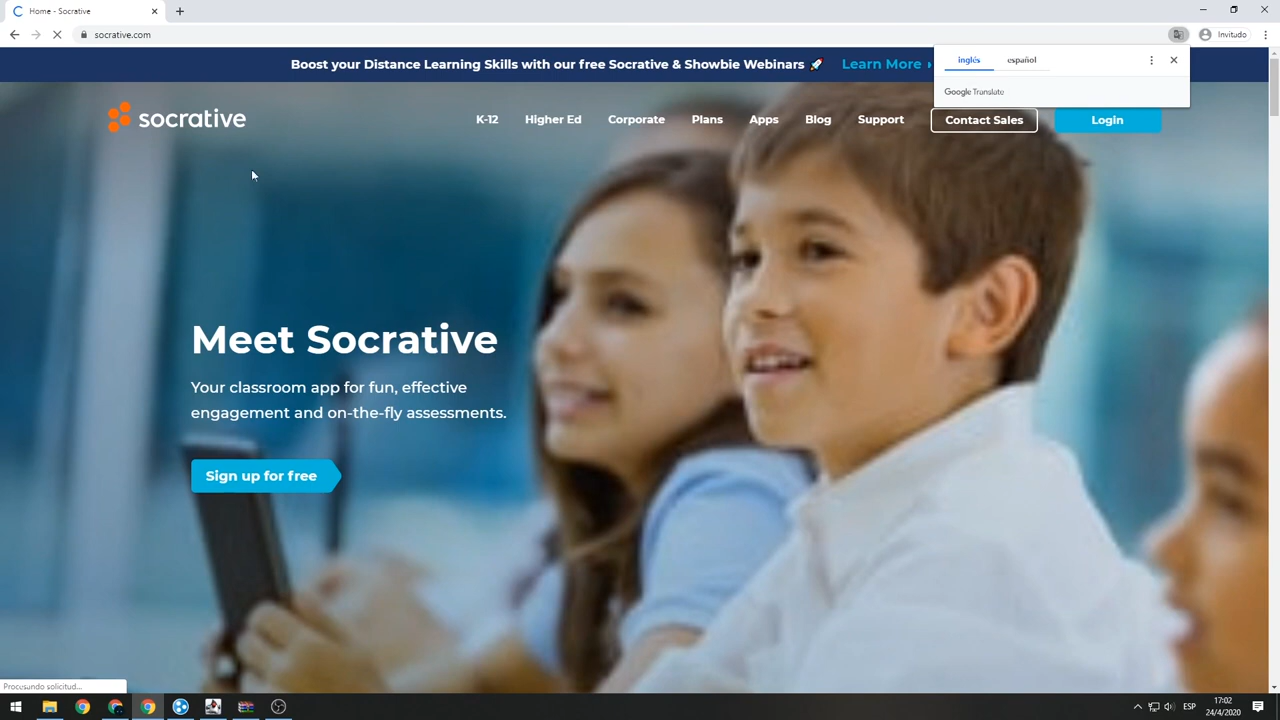 Home - Socrative
socrative.com
Invitado
Boost your Distance Learning Skills with our free Socrative & Showbie Webinars 🚀 Learn More
inglés español
Google Translate
socrative
K-12 Higher Ed Corporate Plans Apps Blog Support Contact Sales Login
Meet Socrative
Your classroom app for fun, effective
engagement and on-the-fly assessments.
Sign up for free
Procesando solicitud...
ESP
17:02
24/4/2020